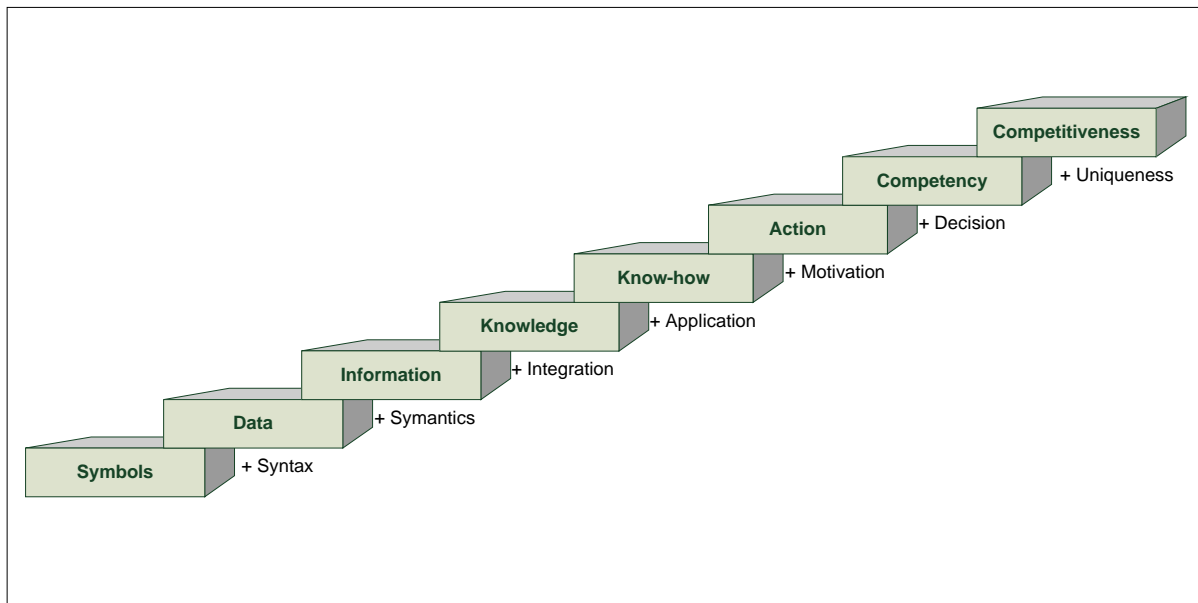 Competitiveness
Competency
+ Uniqueness
Action
+ Decision
Know-how
+ Motivation
Knowledge
+ Application
Information
+ Integration
Data
+ Symantics
Symbols
+ Syntax